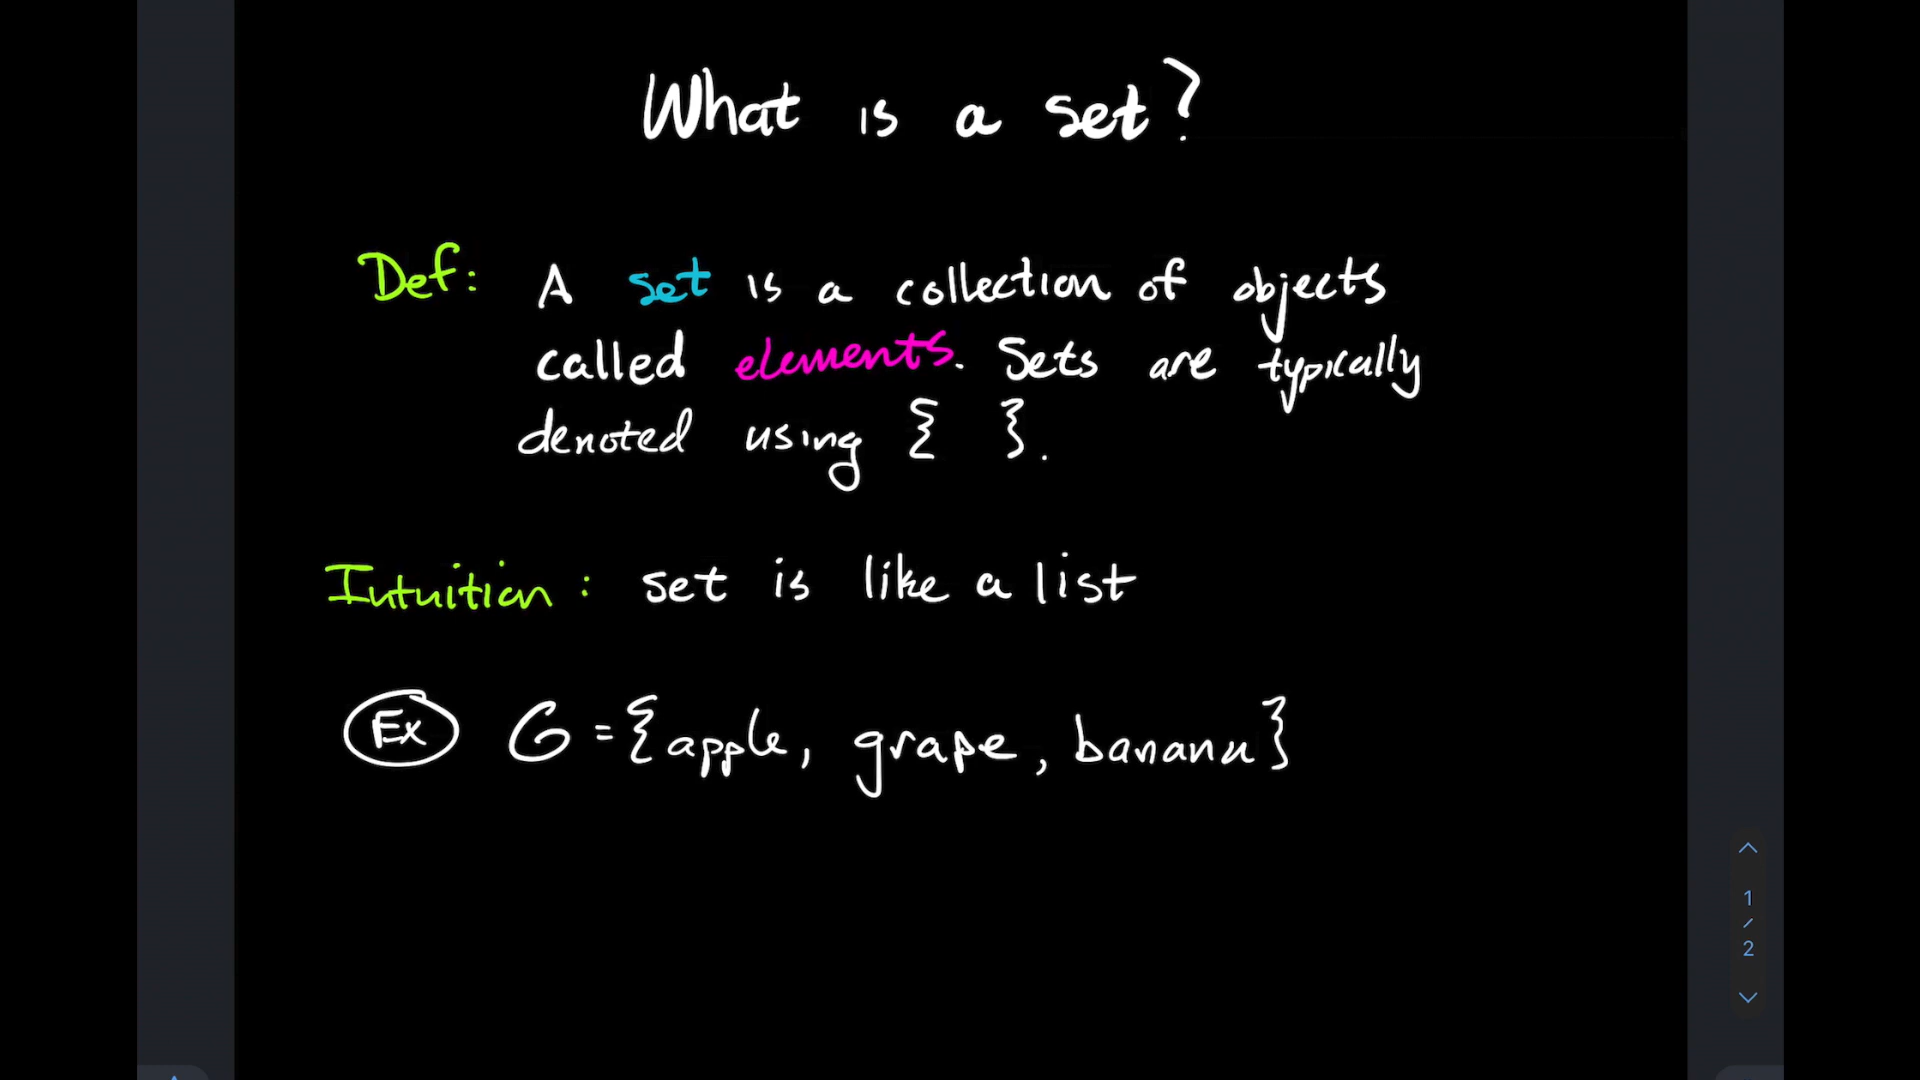 What is a set?
Def: A set is a collection of objects
called elements. Sets are typically
denoted using { }.
Intuition: set is like a list
Ex G = {apple, grape, banana}
1
/
2